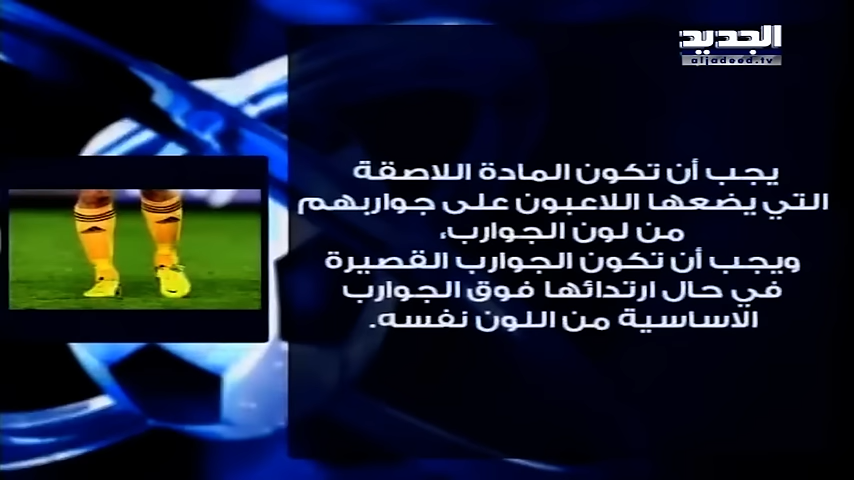 الجديد
aljadeed.tv
يجب أن تكون المادة اللاصقة
التي يضعها اللاعبون على جواربهم
من لون الجوارب،
ويجب أن تكون الجوارب القصيرة
في حال ارتدائها فوق الجوارب
الاساسية من اللون نفسه.